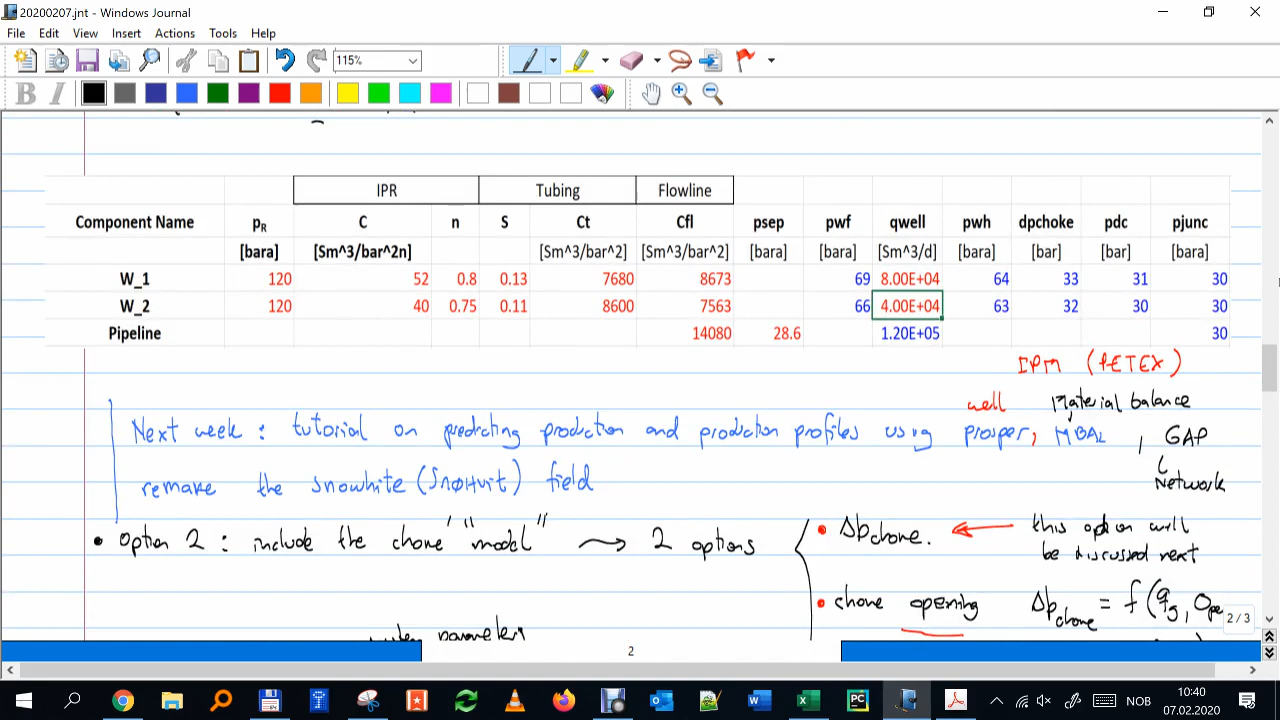 20200207.jnt - Windows Journal
File Edit View Insert Actions Tools Help
115%
B I
IPR Tubing Flowline
Component Name pR C n S Ct Cfl psep pwf qwell pwh dpchoke pdc pjunc
[bara] [Sm^3/bar^2n] [Sm^3/bar^2] [Sm^3/bar^2] [bara] [bara] [Sm^3/d] [bara] [bar] [bar] [bara]
W_1 120 52 0.8 0.13 7680 8673 69 8.00E+04 64 33 31 30
W_2 120 40 0.75 0.11 8600 7563 66 4.00E+04 63 32 30 30
Pipeline 14080 28.6 1.20E+05 30
IPM (PETEX)
well Material balance
Next week : tutorial on predicting production and production profiles using prosper, MBAL , GAP
remake the snowhite (Snøhvit) field
Network
• Option 2 : include the choke "model" → 2 options
• Δpchoke. ← this option will
be discussed next
• choke opening Δpchoke = f(qg, Ope
parameters
2 / 3
2
NOB
10:40
07.02.2020